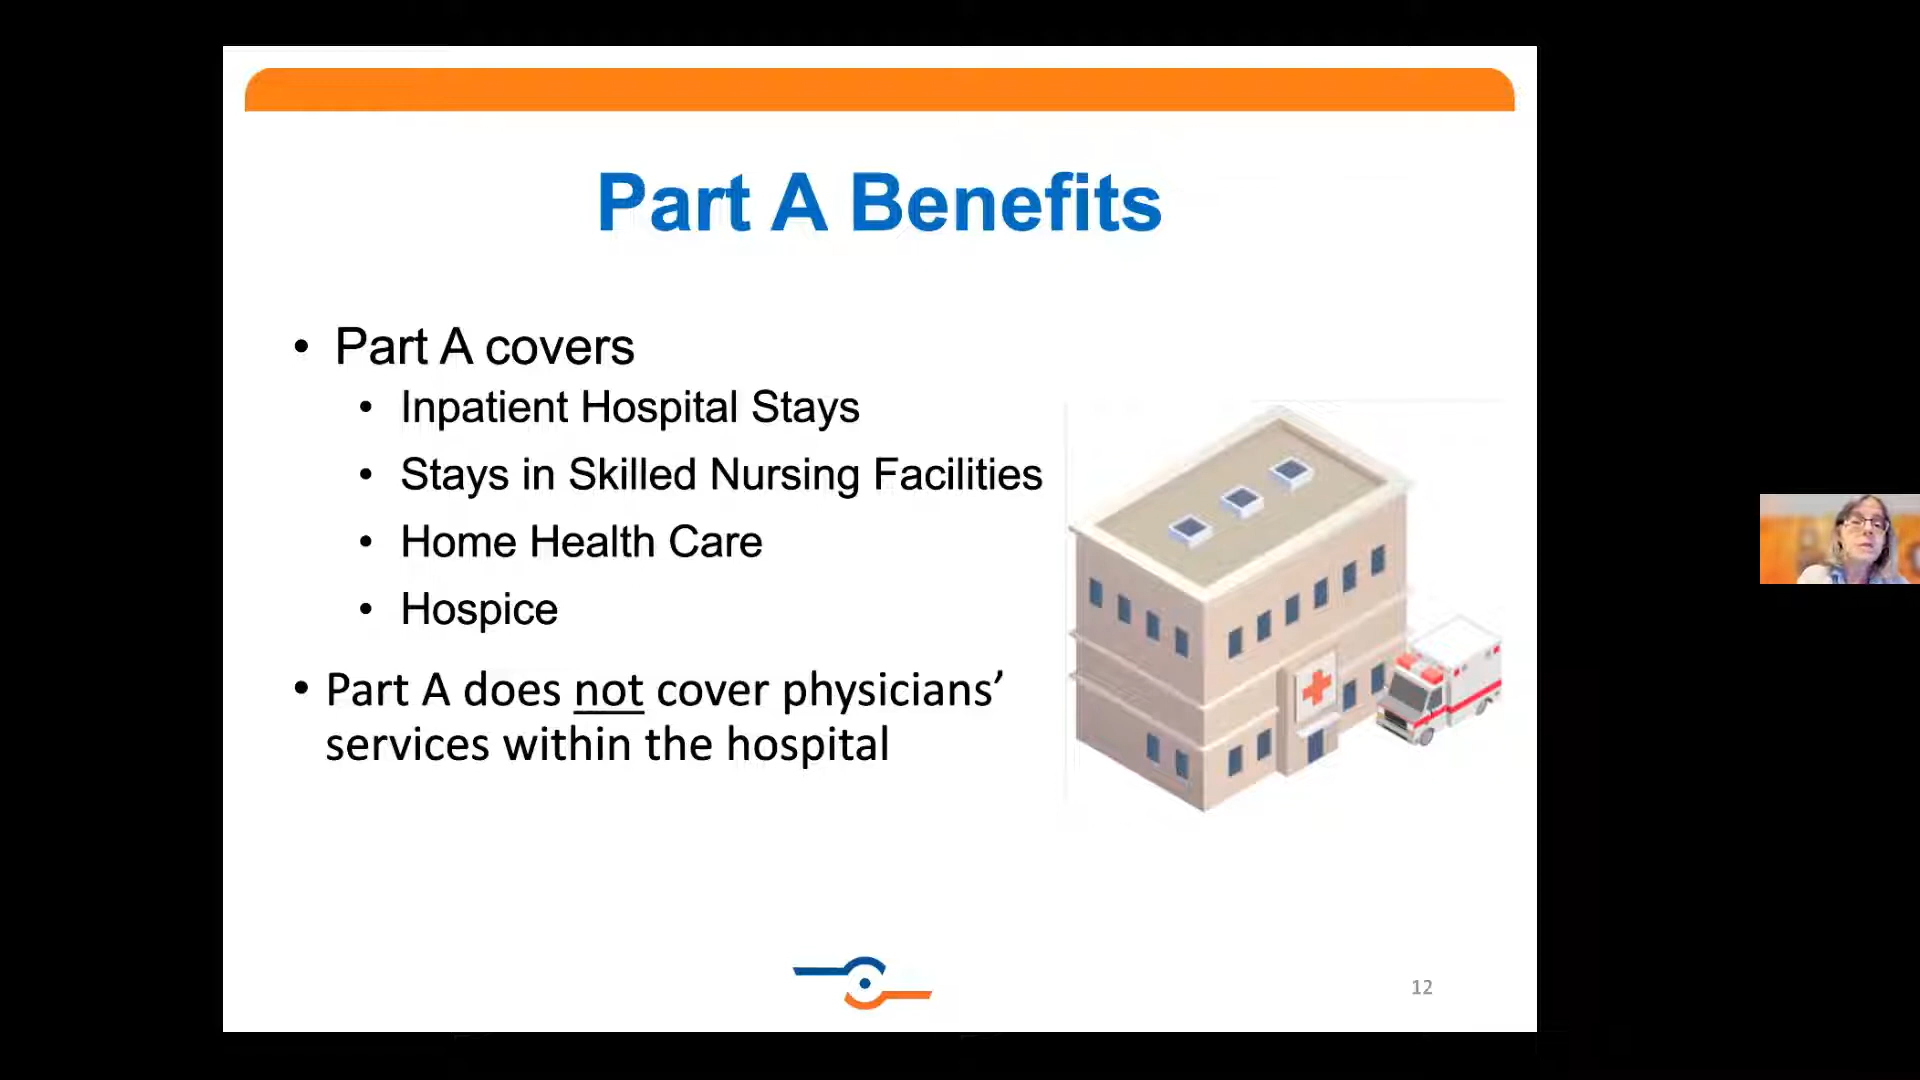 Part A Benefits
• Part A covers
• Inpatient Hospital Stays
• Stays in Skilled Nursing Facilities
• Home Health Care
• Hospice
• Part A does not cover physicians’
services within the hospital
12